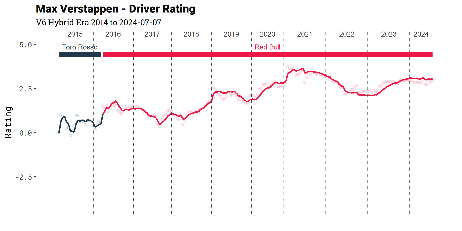 Max Verstappen - Driver Rating
V6 Hybrid Era 2014 to 2024-07-07
2015 2016 2017 2018 2019 2020 2021 2022 2023 2024
5.0
Toro Rosso Red Bull
2.5
Rating
0.0
-2.5